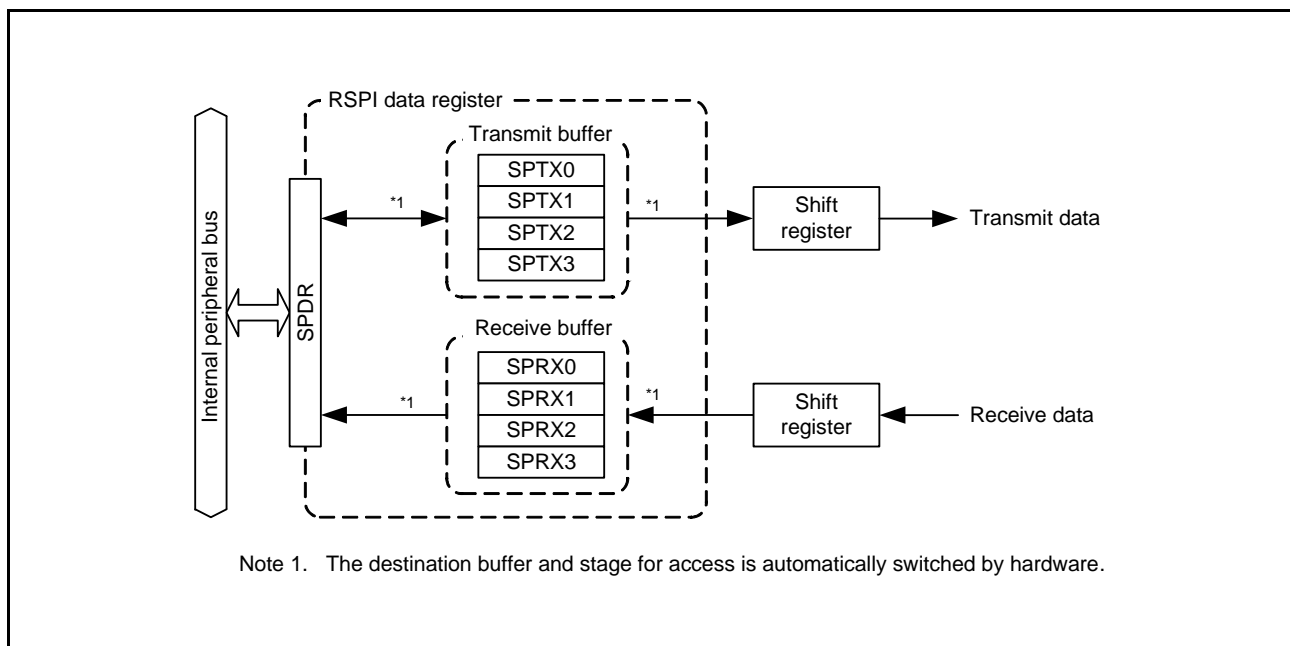 RSPI data register
Transmit buffer
SPTX0
SPTX1
SPTX2
SPTX3
*1
*1
Shift
register
Transmit data
Internal peripheral bus
SPDR
Receive buffer
SPRX0
SPRX1
SPRX2
SPRX3
*1
*1
Shift
register
Receive data
Note 1. The destination buffer and stage for access is automatically switched by hardware.